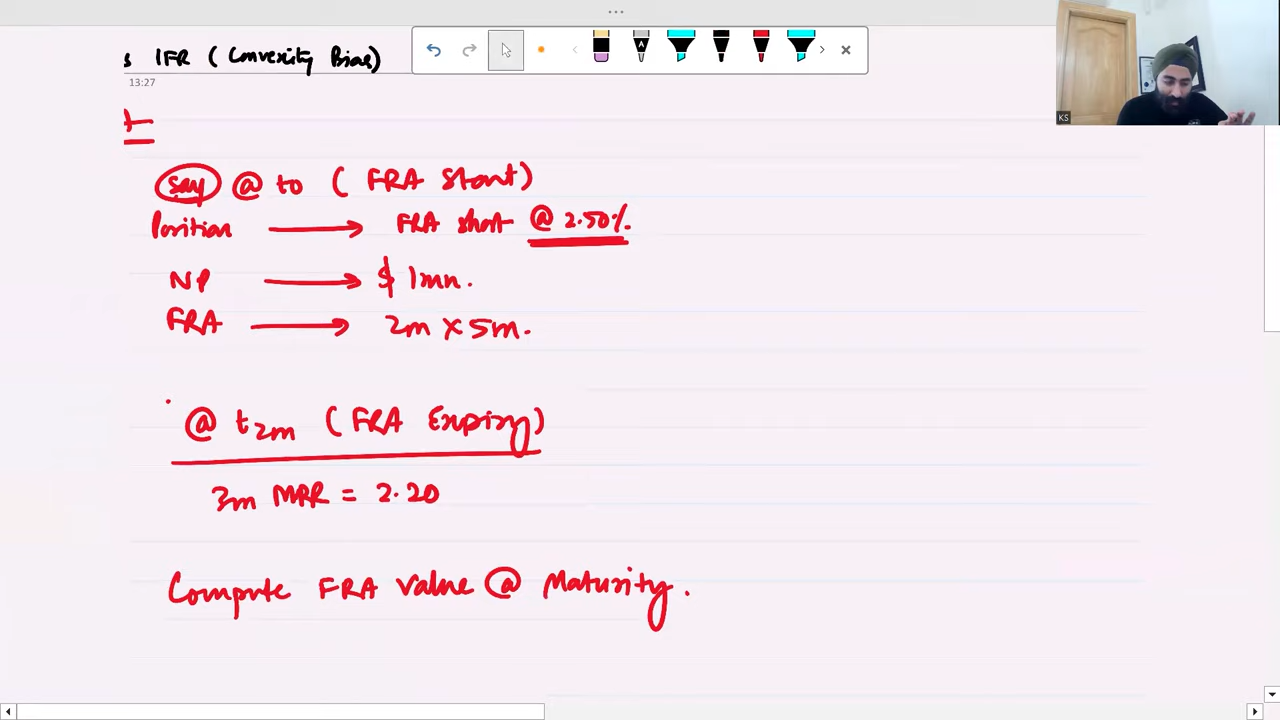 s IFR ( Convexity Bias)
13:27
KS
Say @ to ( FRA Start)
Position → FRA short @ 2.50%.
NP → $ 1mn.
FRA → 2m x 5m.
@ t2m ( FRA Expiry)
3m MRR = 2.20
Compute FRA value @ Maturity.